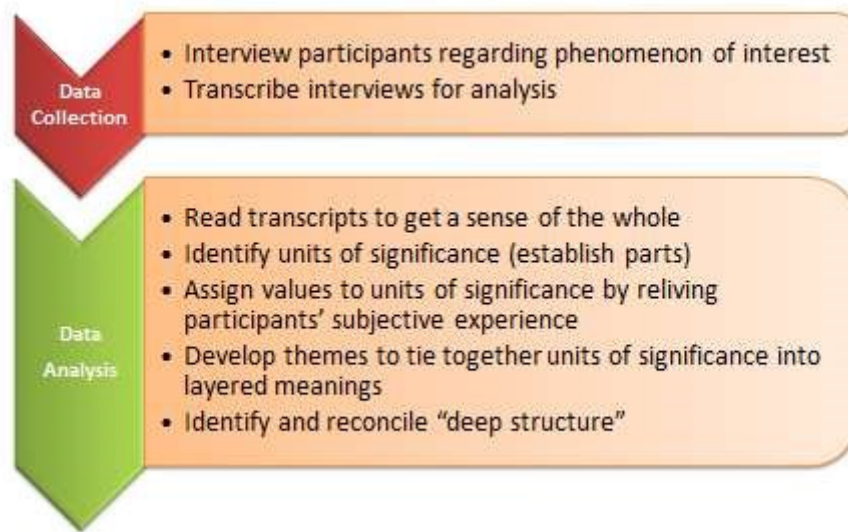 Data
Collection
• Interview participants regarding phenomenon of interest
• Transcribe interviews for analysis
Data
Analysis
• Read transcripts to get a sense of the whole
• Identify units of significance (establish parts)
• Assign values to units of significance by reliving
participants’ subjective experience
• Develop themes to tie together units of significance into
layered meanings
• Identify and reconcile “deep structure”